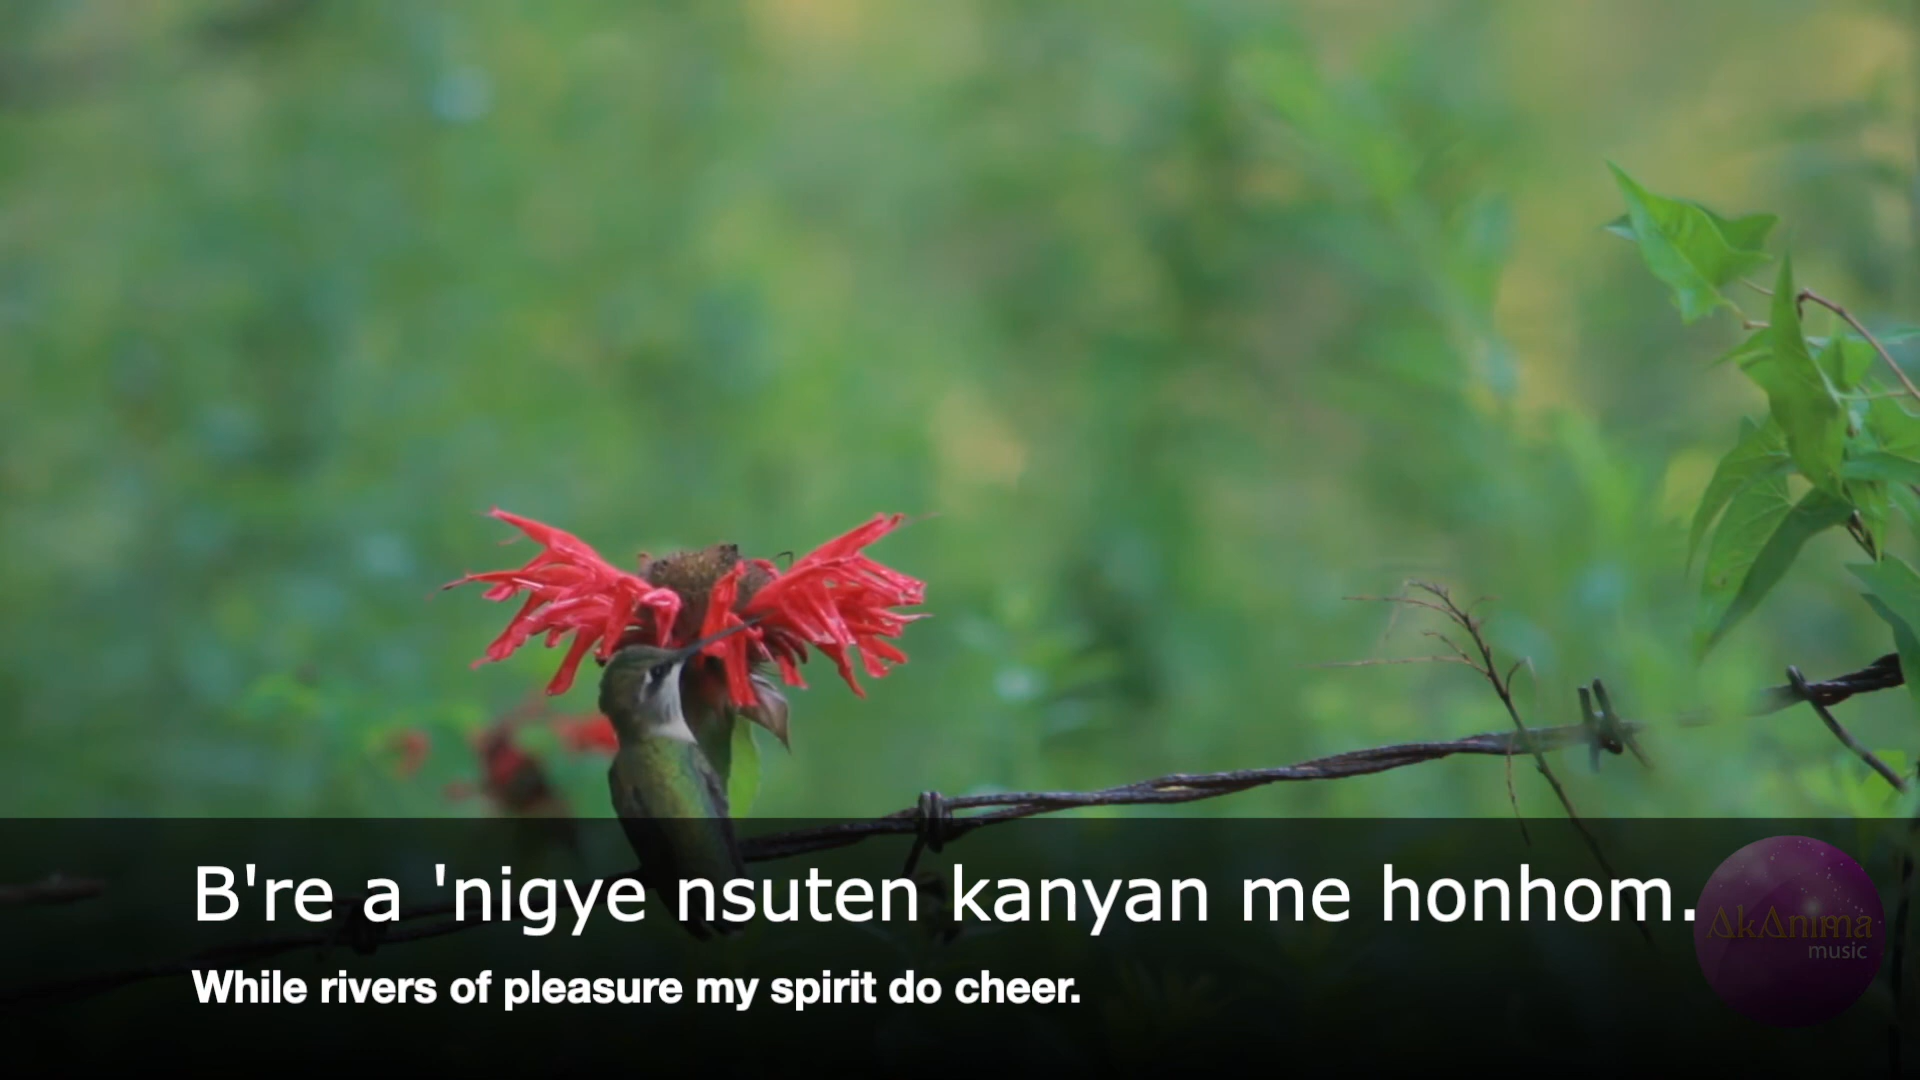 B're a 'nigye nsuten kanyan me honhom.
While rivers of pleasure my spirit do cheer.
AkAnima
music